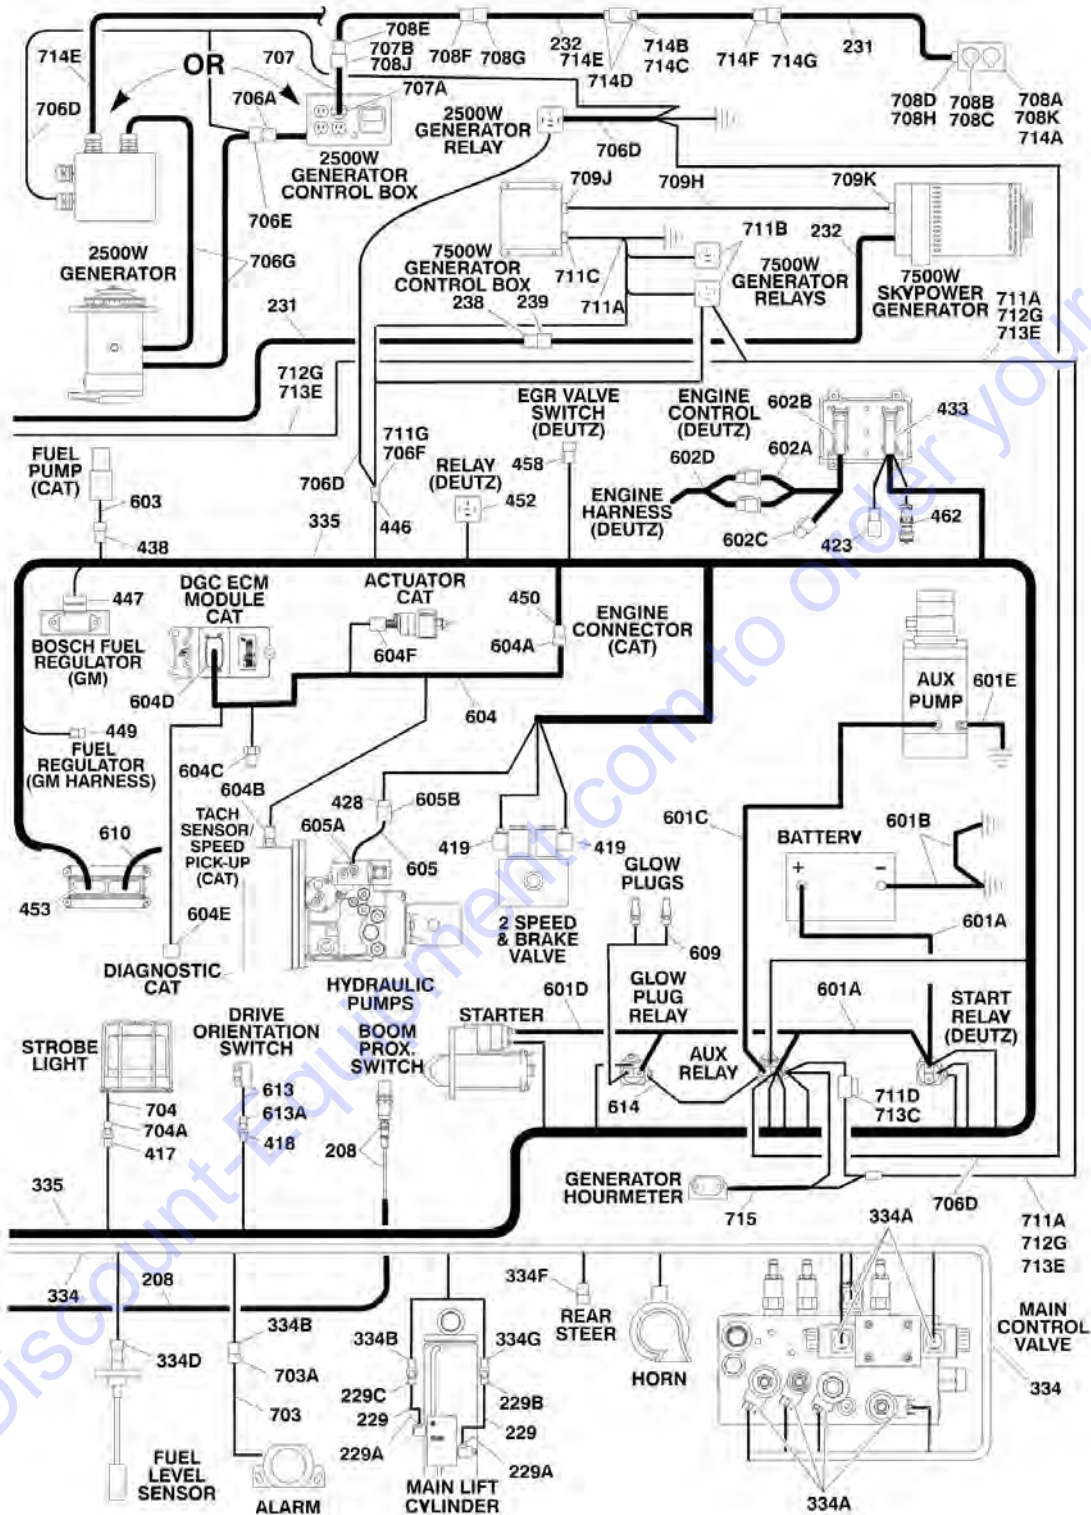 708E
707B
708J
714E
707
OR
706A
706D
707A
708F
708G
232
714E
714D
714B
714C
714F
714G
231
708D
708H
708B
708C
708A
708K
714A
2500W
GENERATOR
RELAY
706D
2500W
GENERATOR
CONTROL BOX
709J
709H
709K
706E
232
711B
2500W
GENERATOR
706G
7500W
GENERATOR
CONTROL BOX
711C
711A
7500W
GENERATOR
RELAYS
7500W
SKYPOWER
GENERATOR
711A
712G
713E
231
238
239
712G
713E
EGR VALVE
SWITCH
(DEUTZ)
ENGINE
CONTROL
(DEUTZ)
602B
433
FUEL
PUMP
(CAT)
711G
706F
706D
RELAY
(DEUTZ)
458
602D
602A
603
335
446
452
ENGINE
HARNESS
(DEUTZ)
462
438
602C
423
DGC ECM
MODULE
CAT
ACTUATOR
CAT
447
450
ENGINE
CONNECTOR
(CAT)
BOSCH FUEL
REGULATOR
(GM)
604F
604A
604D
AUX
PUMP
601E
604
449
FUEL
REGULATOR
(GM HARNESS)
604C
604B
428
605B
601C
TACH
SENSOR/
SPEED
PICK-UP
(CAT)
605A
610
605
419
419
BATTERY
601B
+
-
GLOW
PLUGS
453
604E
2 SPEED
& BRAKE
VALVE
609
601A
DIAGNOSTIC
CAT
HYDRAULIC
PUMPS
GLOW
PLUG
RELAY
601D
601A
START
RELAY
(DEUTZ)
DRIVE
ORIENTATION
SWITCH
BOOM
PROX.
SWITCH
STARTER
STROBE
LIGHT
AUX
RELAY
613
613A
418
704
704A
417
614
711D
713C
208
335
GENERATOR
HOURMETER
715
706D
334A
711A
712G
713E
334
208
334F
REAR
STEER
334B
334B
334G
MAIN
CONTROL
VALVE
334D
703A
229C
229B
HORN
334
703
229
229
229A
229A
FUEL
LEVEL
SENSOR
ALARM
MAIN LIFT
CYLINDER
334A
Discount-Equipment.com to order your